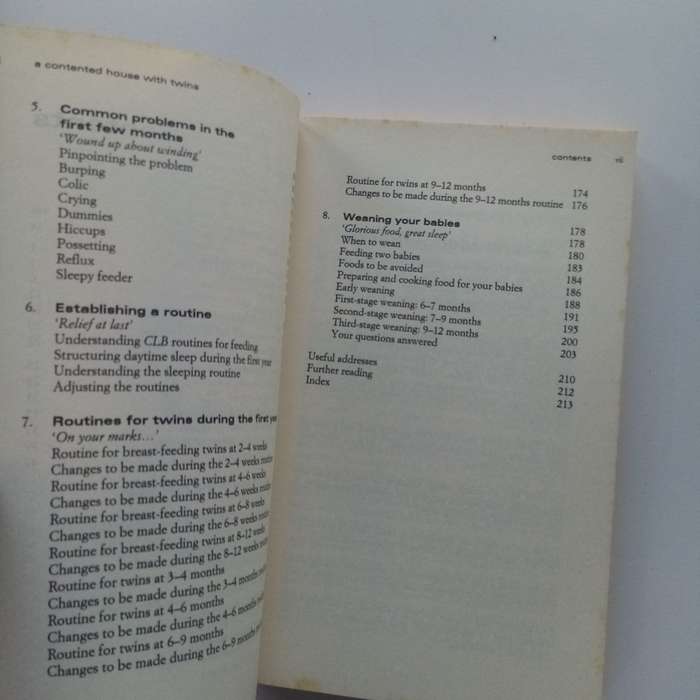 a contented house with twins
5. Common problems in the
first few months
'Wound up about winding'
Pinpointing the problem
Burping
Colic
Crying
Dummies
Hiccups
Possetting
Reflux
Sleepy feeder
6. Establishing a routine
'Relief at last'
Understanding CLB routines for feeding
Structuring daytime sleep during the first year
Understanding the sleeping routine
Adjusting the routines
7. Routines for twins during the first
'On your marks...'
Routine for breast-feeding twins at 2–4 weeks
Changes to be made during the 2–4 weeks
Routine for breast-feeding twins at 4–6 weeks
Changes to be made during the 4–6 weeks
Routine for breast-feeding twins at 6–8 weeks
Changes to be made during the 6–8 weeks
Routine for breast-feeding twins at 8–12 weeks
Changes to be made during the 8–12 weeks
Routine for twins at 3–4 months
Changes to be made during the 3–4 months
Routine for twins at 4–6 months
Changes to be made during the 4–6 months
Routine for twins at 6–9 months
Changes to be made during the 6–9 months
contents vii
Routine for twins at 9–12 months 174
Changes to be made during the 9–12 months routine 176
8. Weaning your babies 178
'Glorious food, great sleep' 178
When to wean 180
Feeding two babies 183
Foods to be avoided 184
Preparing and cooking food for your babies 186
Early weaning 188
First-stage weaning: 6–7 months 191
Second-stage weaning: 7–9 months 195
Third-stage weaning: 9–12 months 200
Your questions answered 203
Useful addresses 210
Further reading 212
Index 213